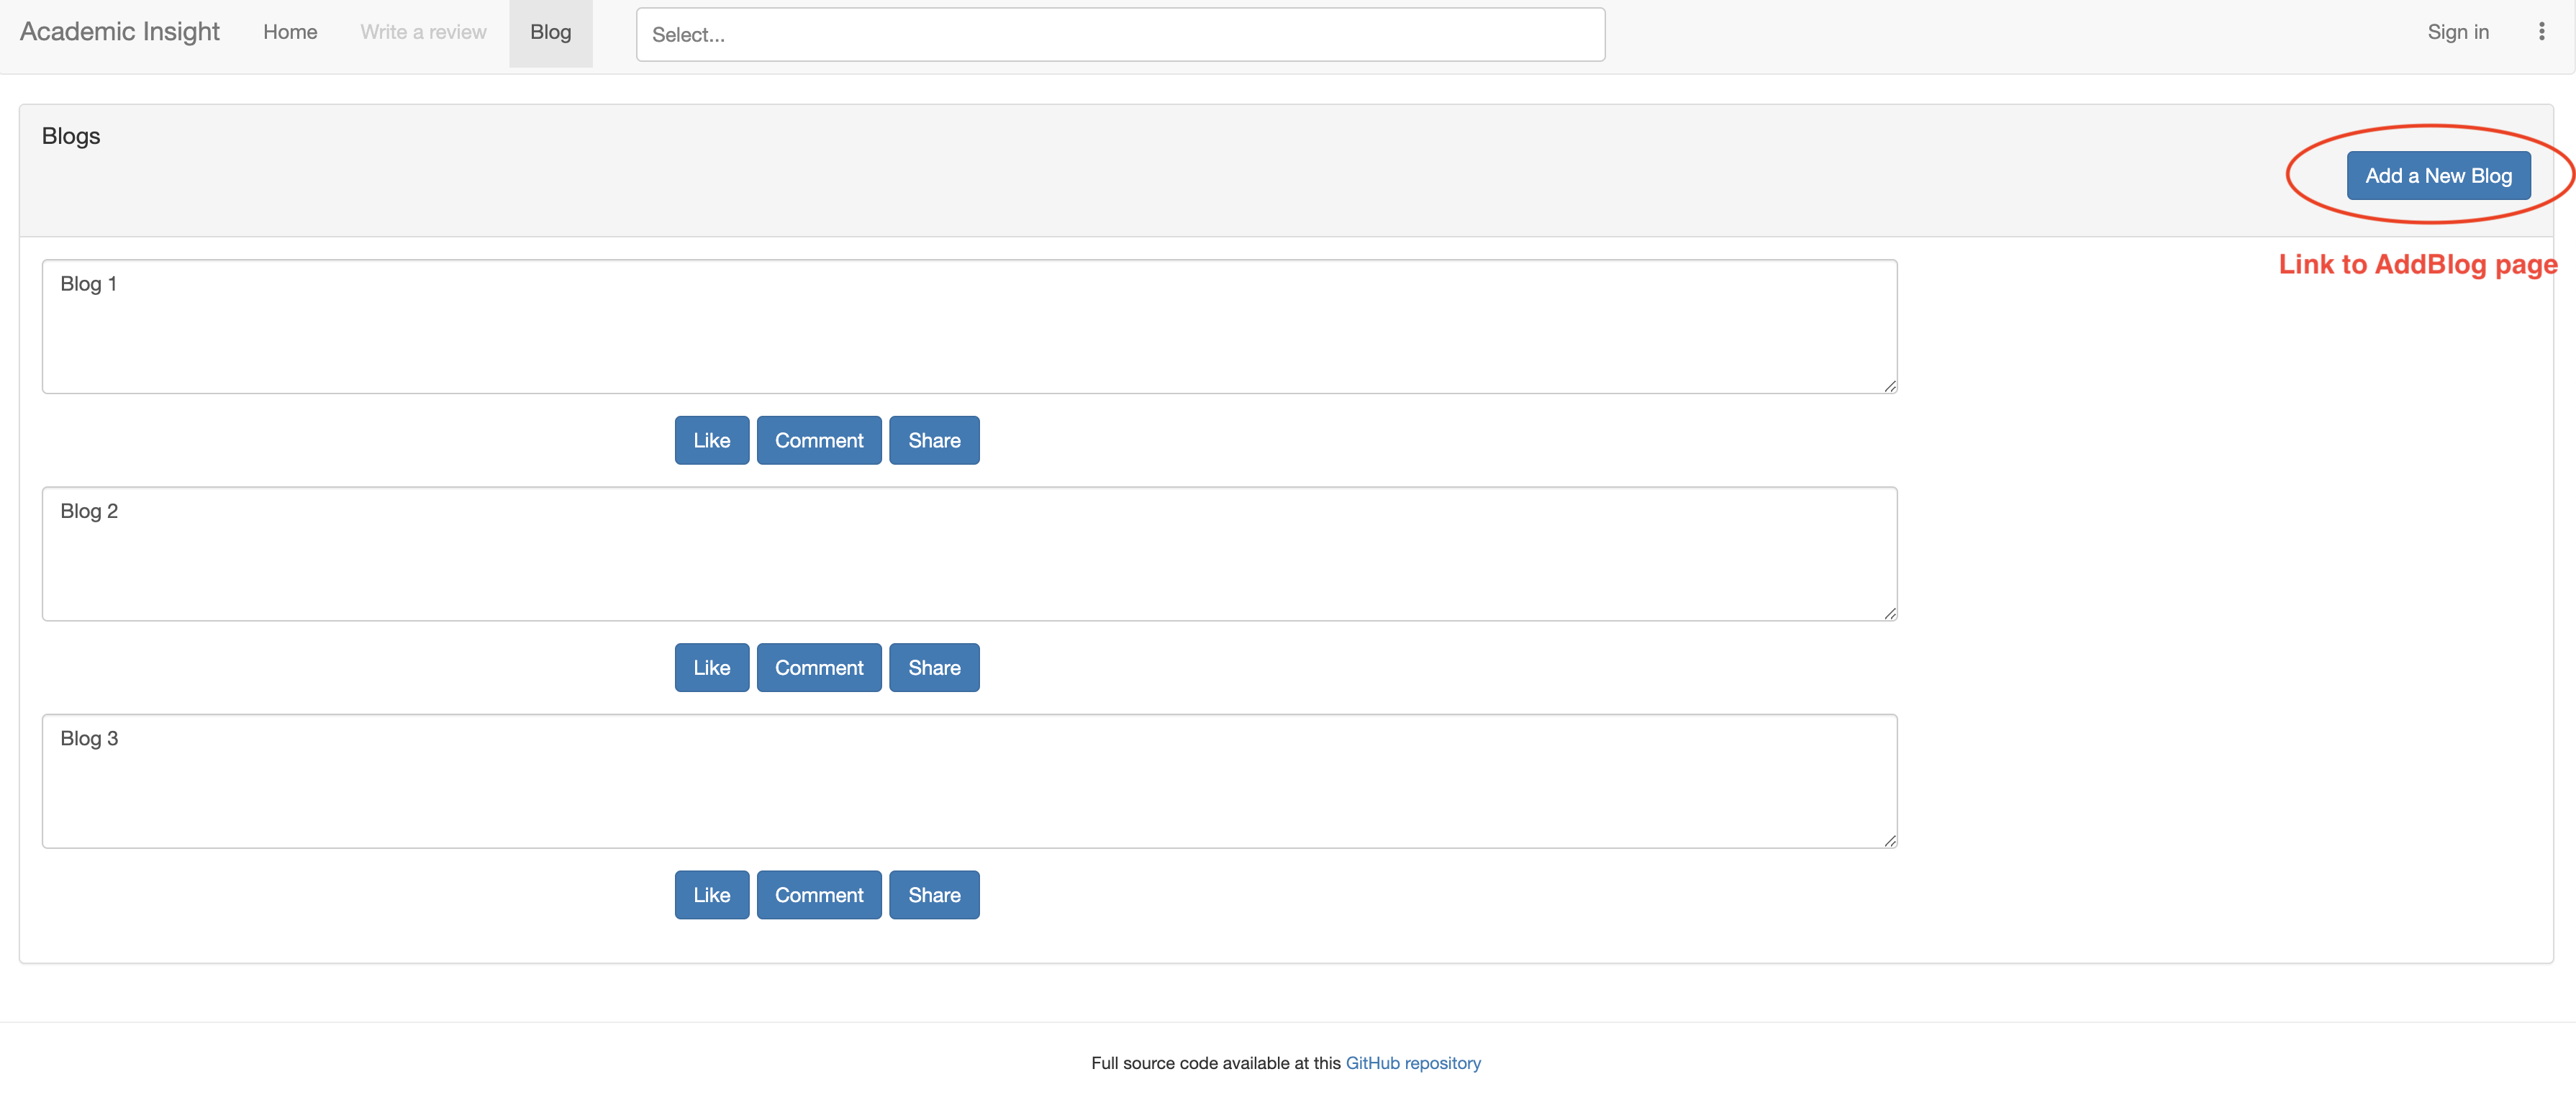 Academic Insight Home Write a review Blog Select... Sign in
Blogs
Add a New Blog
Link to AddBlog page
Blog 1
Like Comment Share
Blog 2
Like Comment Share
Blog 3
Like Comment Share
Full source code available at this GitHub repository